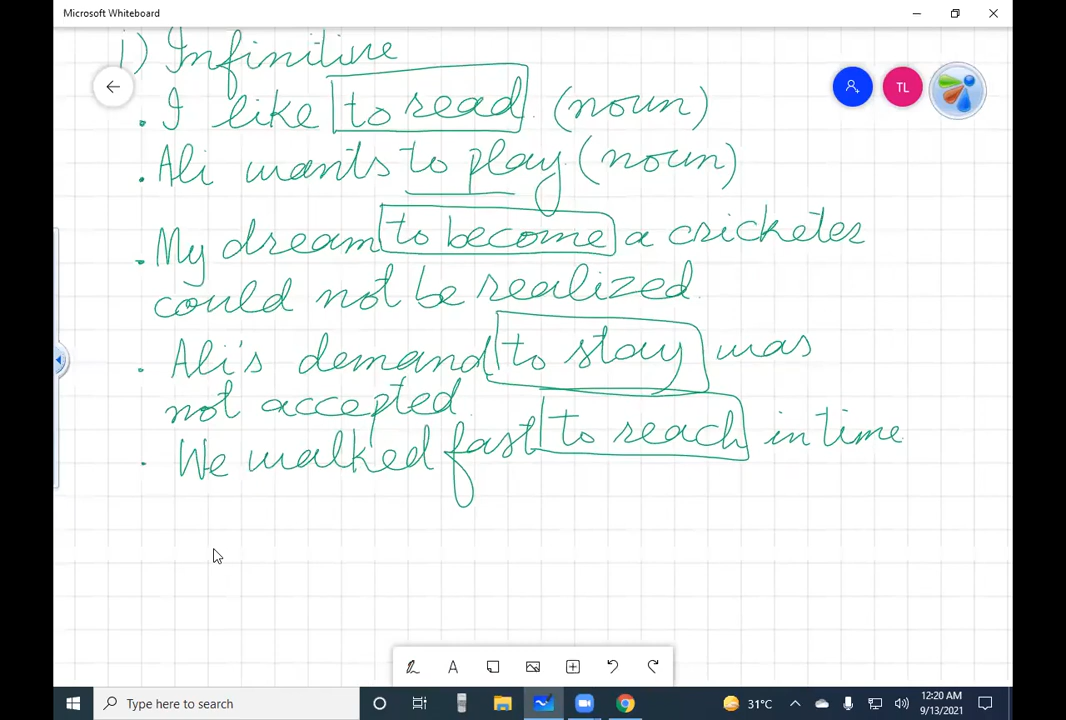 Microsoft Whiteboard
i) Infinitive
. I like to read (noun)
TL
. Ali wants to play (noun)
. My dream to become a cricketer
could not be realized.
. Ali's demand to stay was
not accepted.
. We walked fast to reach in time
A
Type here to search
31°C
12:20 AM
9/13/2021